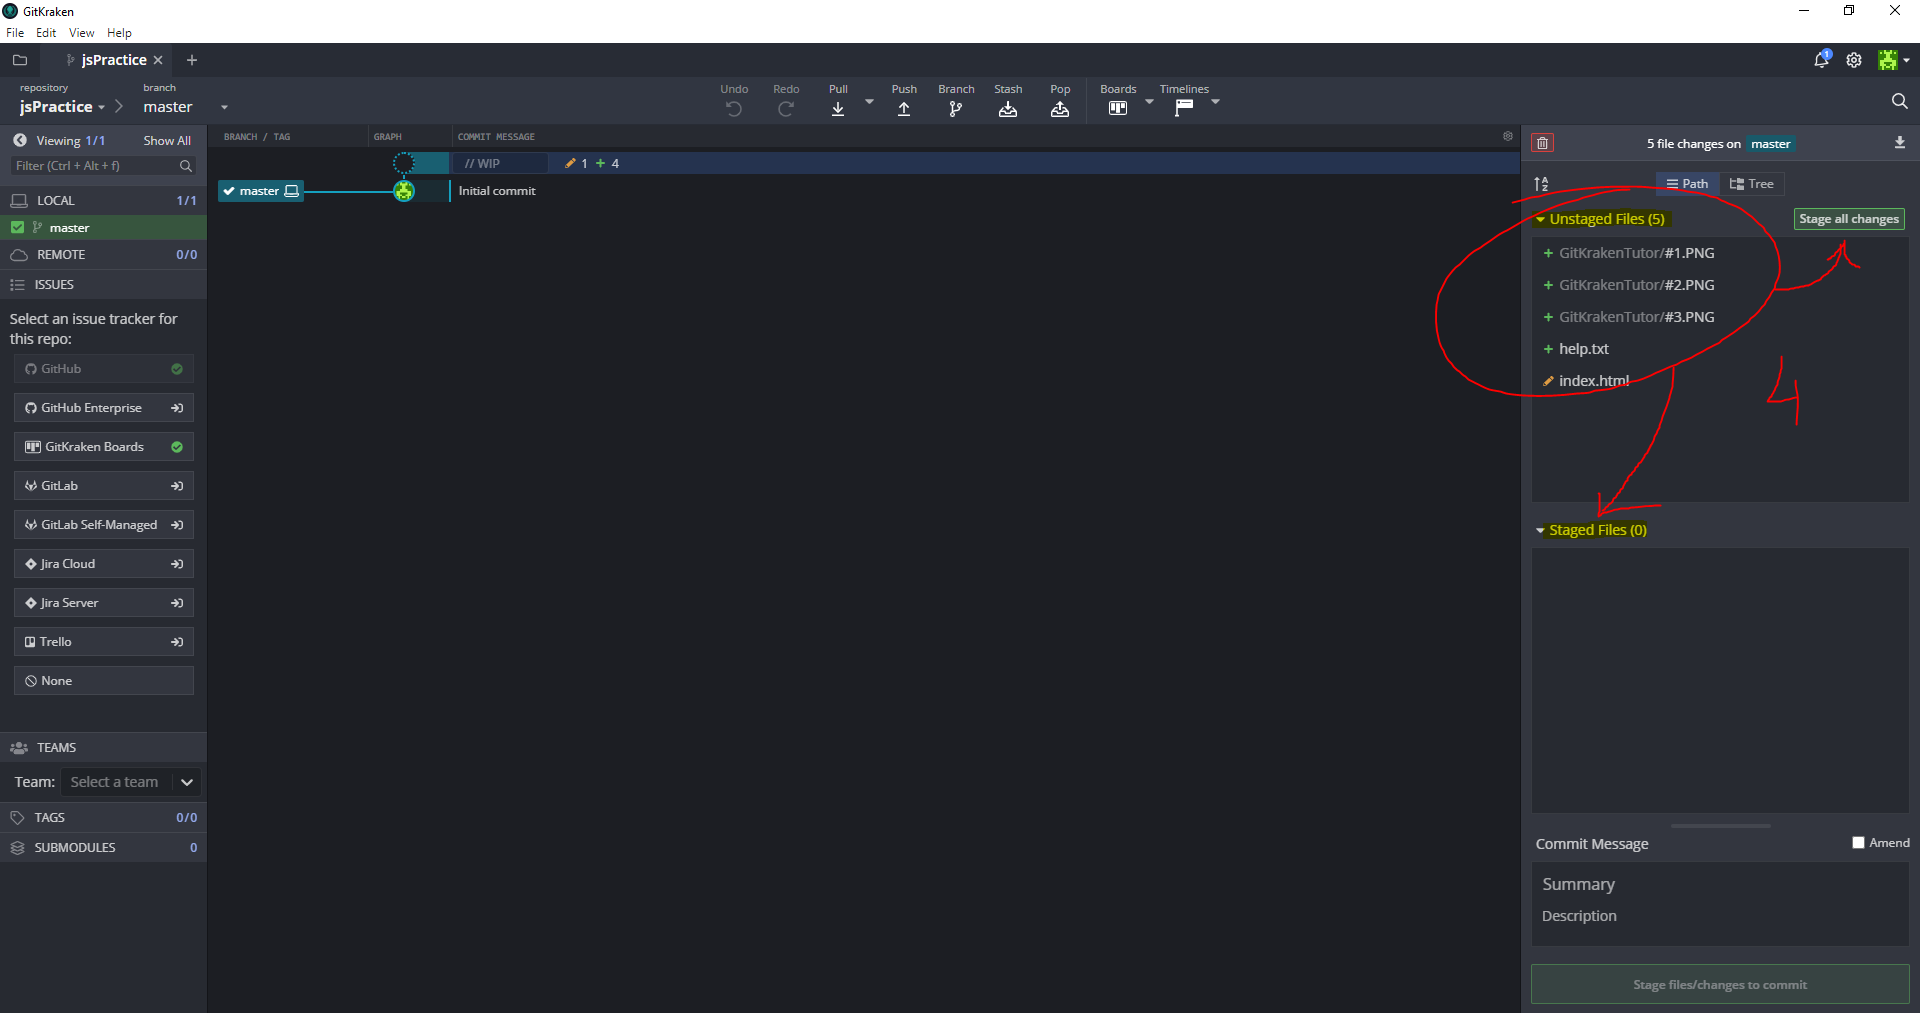 GitKraken
File Edit View Help
jsPractice
repository
jsPractice
branch
master
Undo Redo Pull Push Branch Stash Pop Boards Timelines
Viewing 1/1 Show All
Filter (Ctrl + Alt + f)
LOCAL 1/1
master
REMOTE 0/0
ISSUES
Select an issue tracker for
this repo:
GitHub
GitHub Enterprise
GitKraken Boards
GitLab
GitLab Self-Managed
Jira Cloud
Jira Server
Trello
None
TEAMS
Team: Select a team
TAGS 0/0
SUBMODULES 0
BRANCH / TAG GRAPH COMMIT MESSAGE
// WIP 1 + 4
master Initial commit
1
5 file changes on master
A Z Path Tree
Unstaged Files (5) Stage all changes
+ GitKrakenTutor/#1.PNG
+ GitKrakenTutor/#2.PNG
+ GitKrakenTutor/#3.PNG
+ help.txt
index.html
4
Staged Files (0)
Commit Message Amend
Summary
Description
Stage files/changes to commit